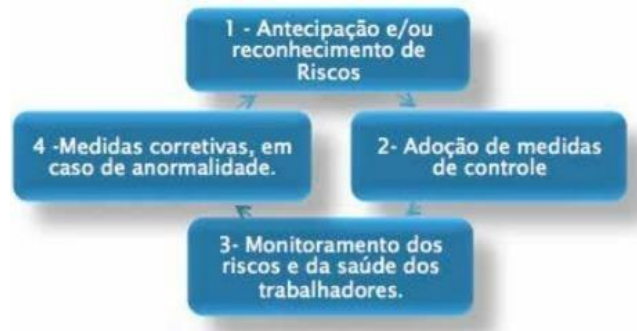 1 - Antecipação e/ou
reconhecimento de
Riscos
2- Adoção de medidas
de controle
3- Monitoramento dos
riscos e da saúde dos
trabalhadores.
4 -Medidas corretivas, em
caso de anormalidade.